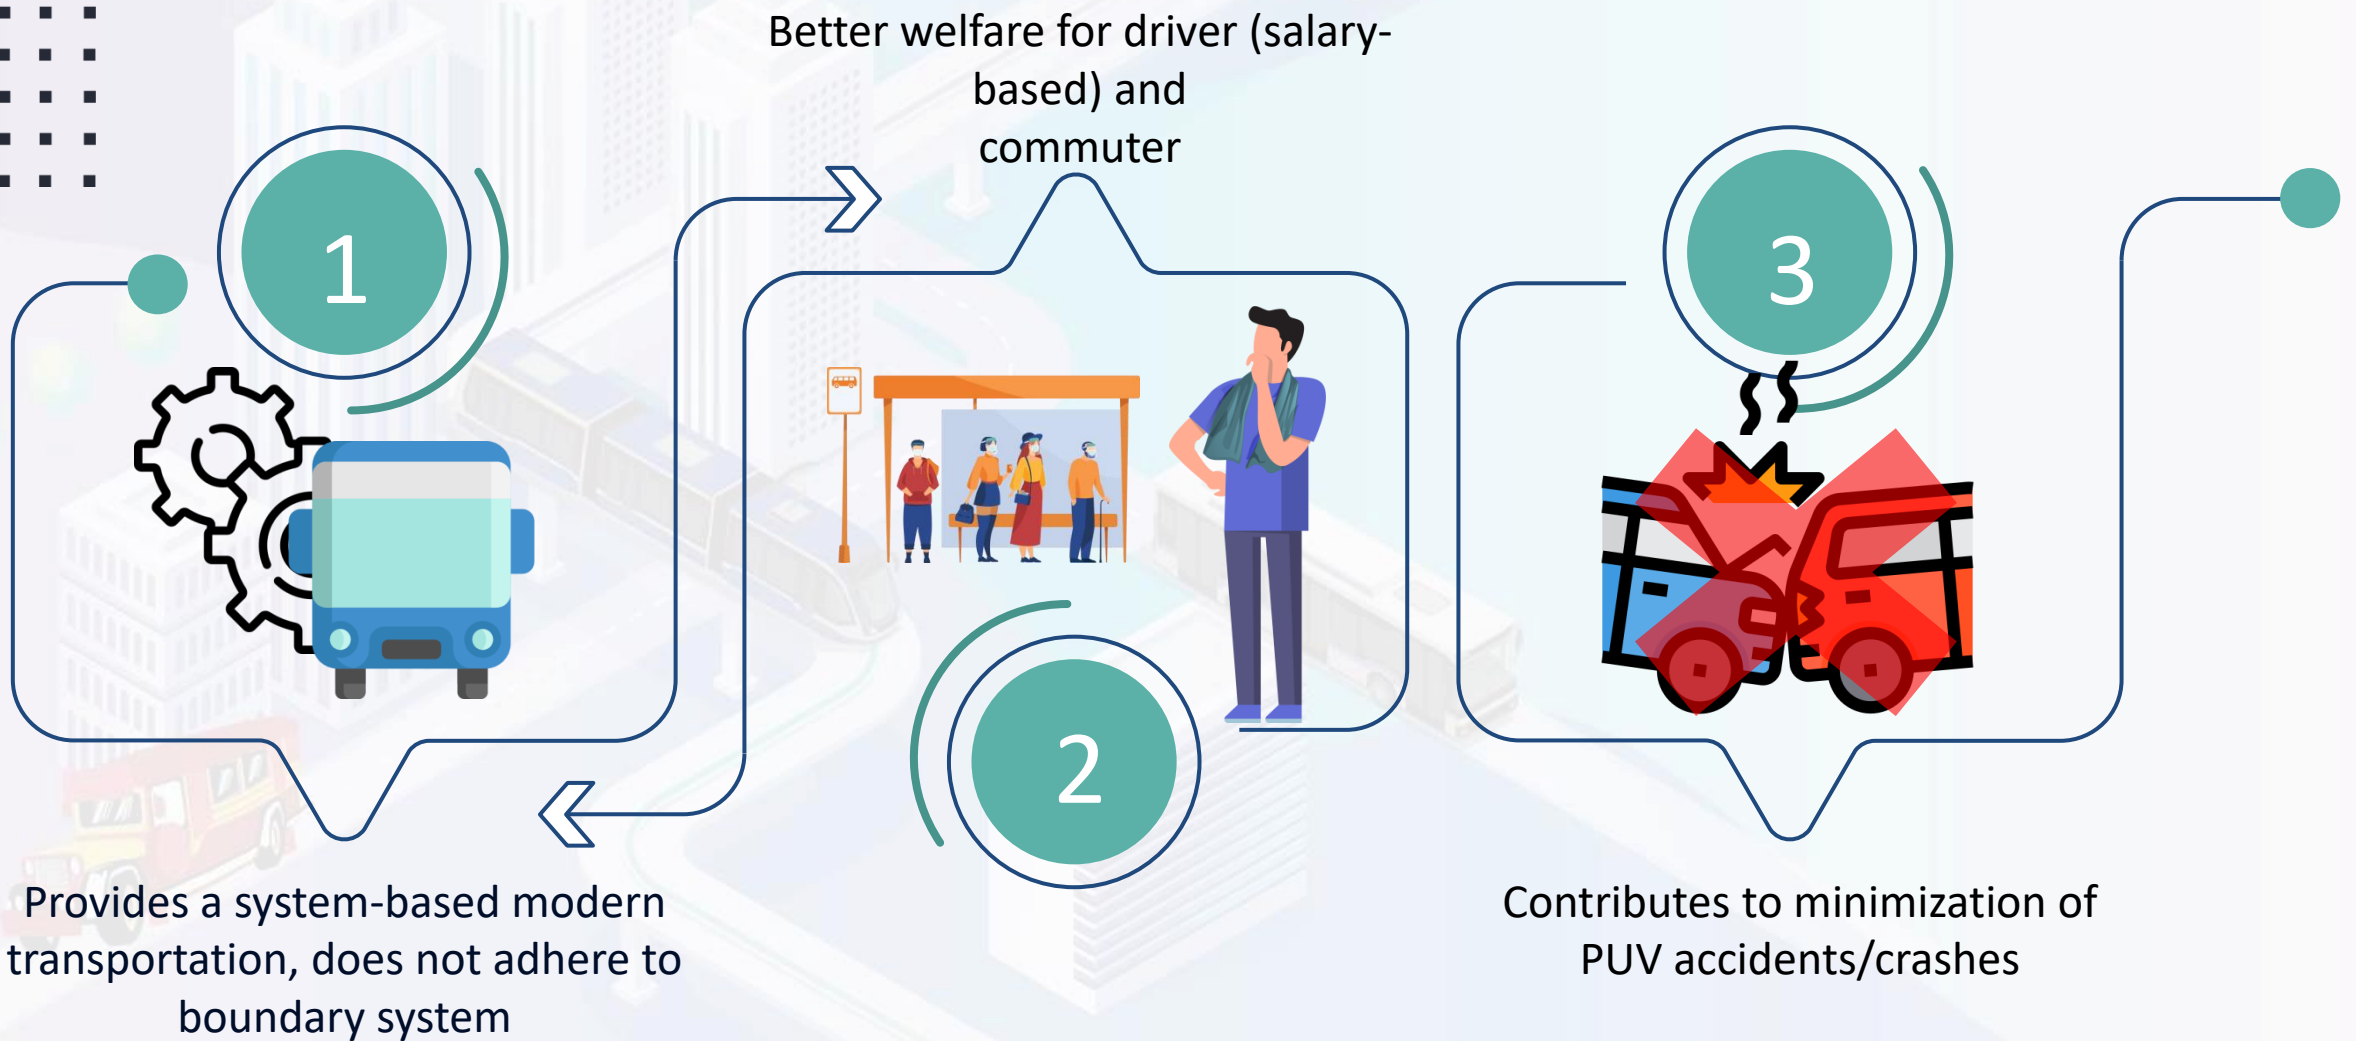 1
Provides a system-based modern
transportation, does not adhere to
boundary system
Better welfare for driver (salary-
based) and
commuter
2
3
Contributes to minimization of
PUV accidents/crashes